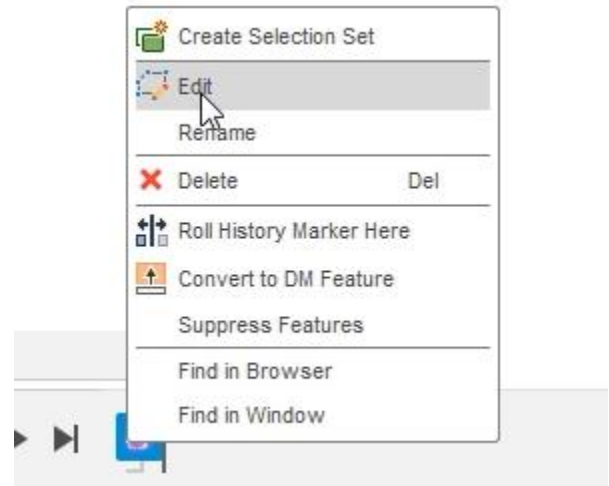 Create Selection Set
Edit
Rename
Delete Del
Roll History Marker Here
Convert to DM Feature
Suppress Features
Find in Browser
Find in Window